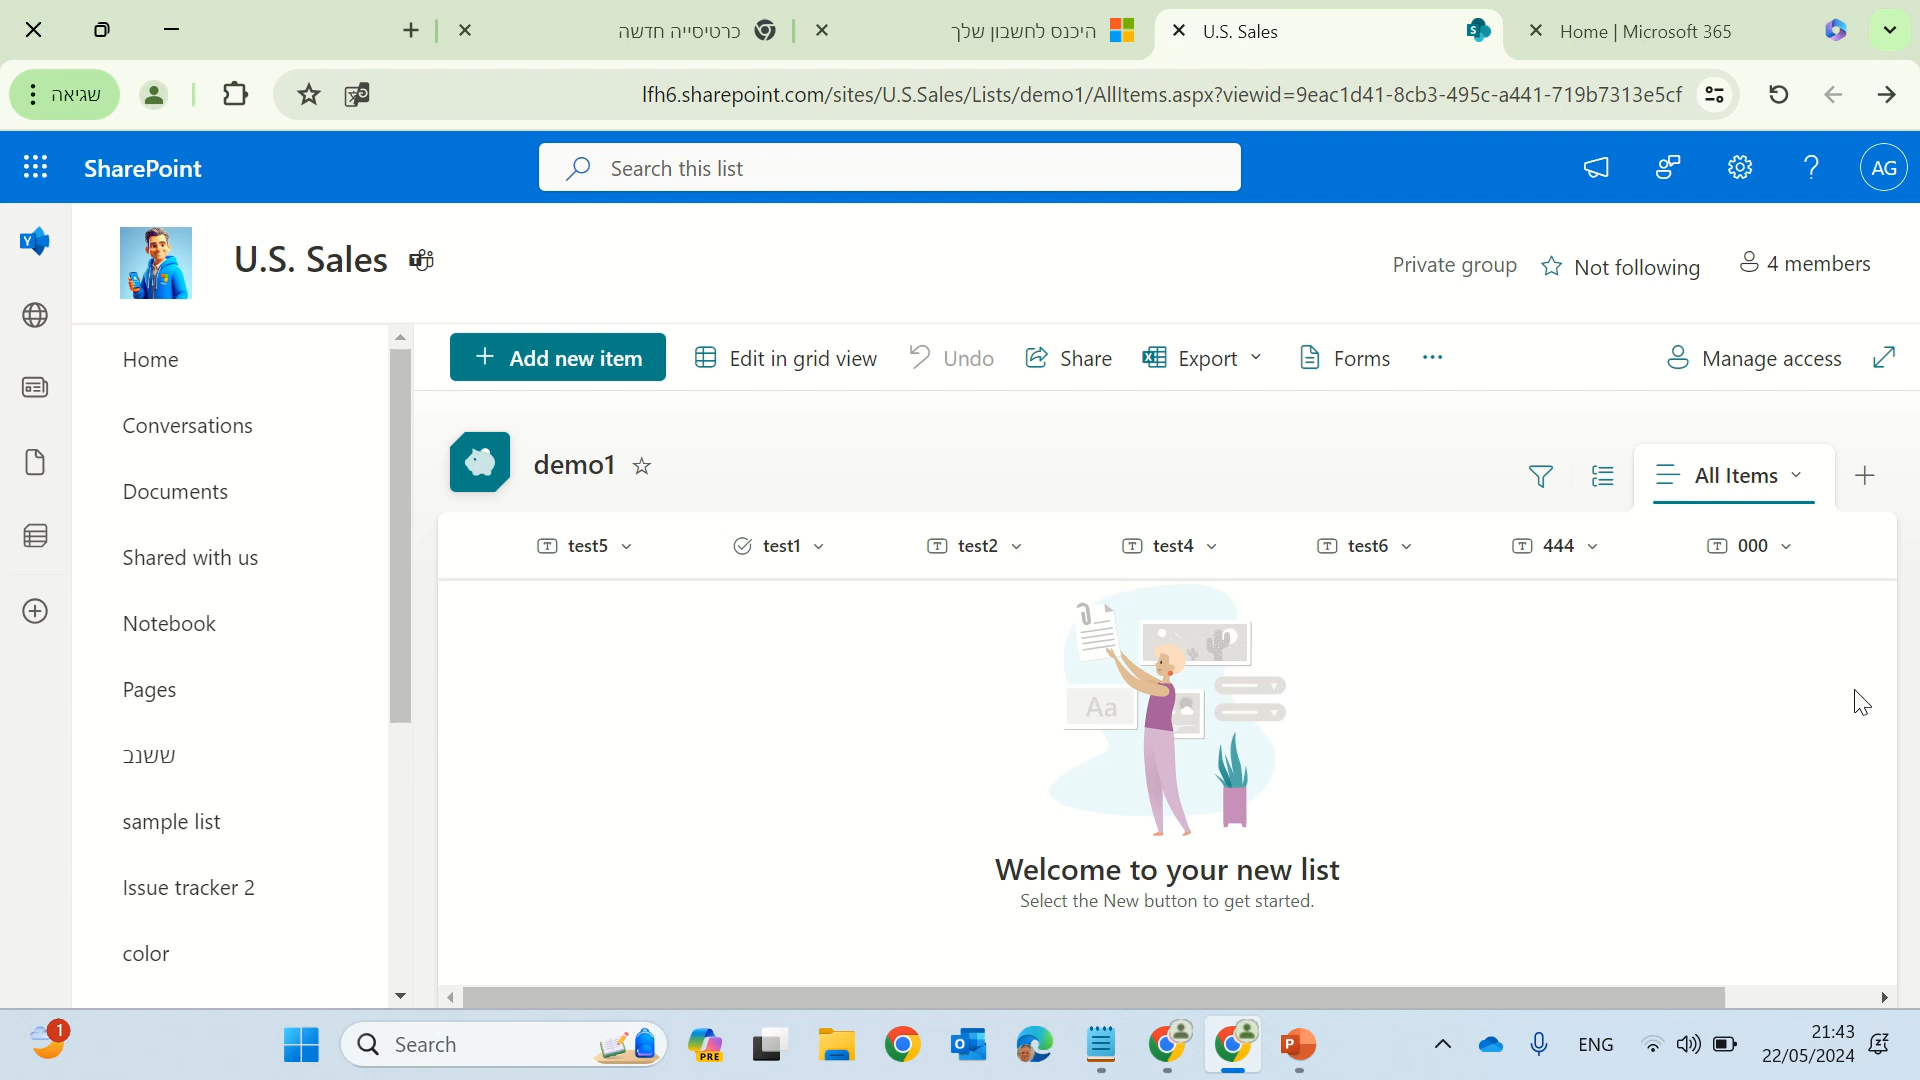 כרטיסייה חדשה
היכנס לחשבון שלך
U.S. Sales
Home | Microsoft 365
שגיאה
lfh6.sharepoint.com/sites/U.S.Sales/Lists/demo1/AllItems.aspx?viewid=9eac1d41-8cb3-495c-a441-719b7313e5cf
SharePoint
Search this list
AG
U.S. Sales
Private group
Not following
4 members
Home
Conversations
Documents
Shared with us
Notebook
Pages
ששנב
sample list
Issue tracker 2
color
Add new item
Edit in grid view
Undo
Share
Export
Forms
Manage access
demo1
All Items
test5
test1
test2
test4
test6
444
000
Aa
Welcome to your new list
Select the New button to get started.
1
Search
PRE
ENG
21:43
22/05/2024